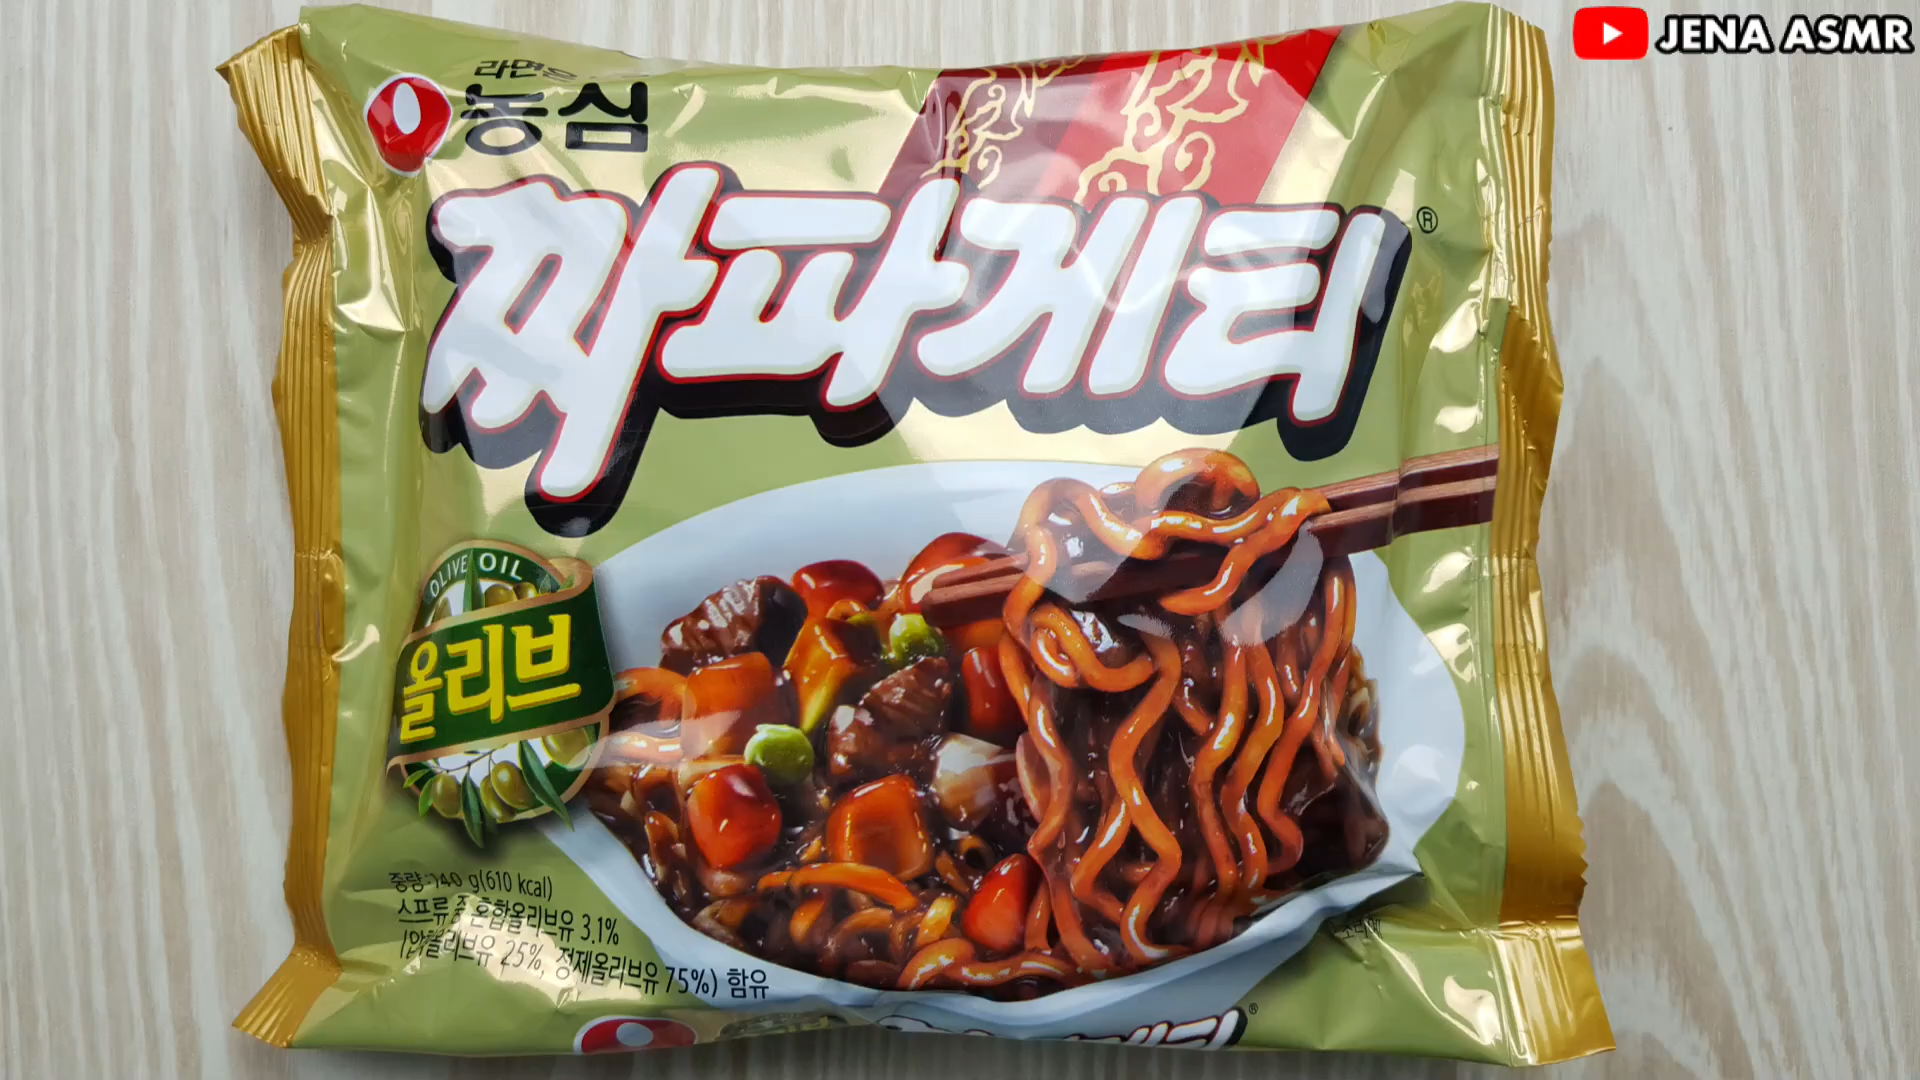 JENA ASMR
라면은
농심
짜파게티
®
OLIVE OIL
올리브
중량 140 g(610 kcal)
스프류 중 혼합올리브유 3.1%
(압착올리브유 25%, 정제올리브유 75%) 함유